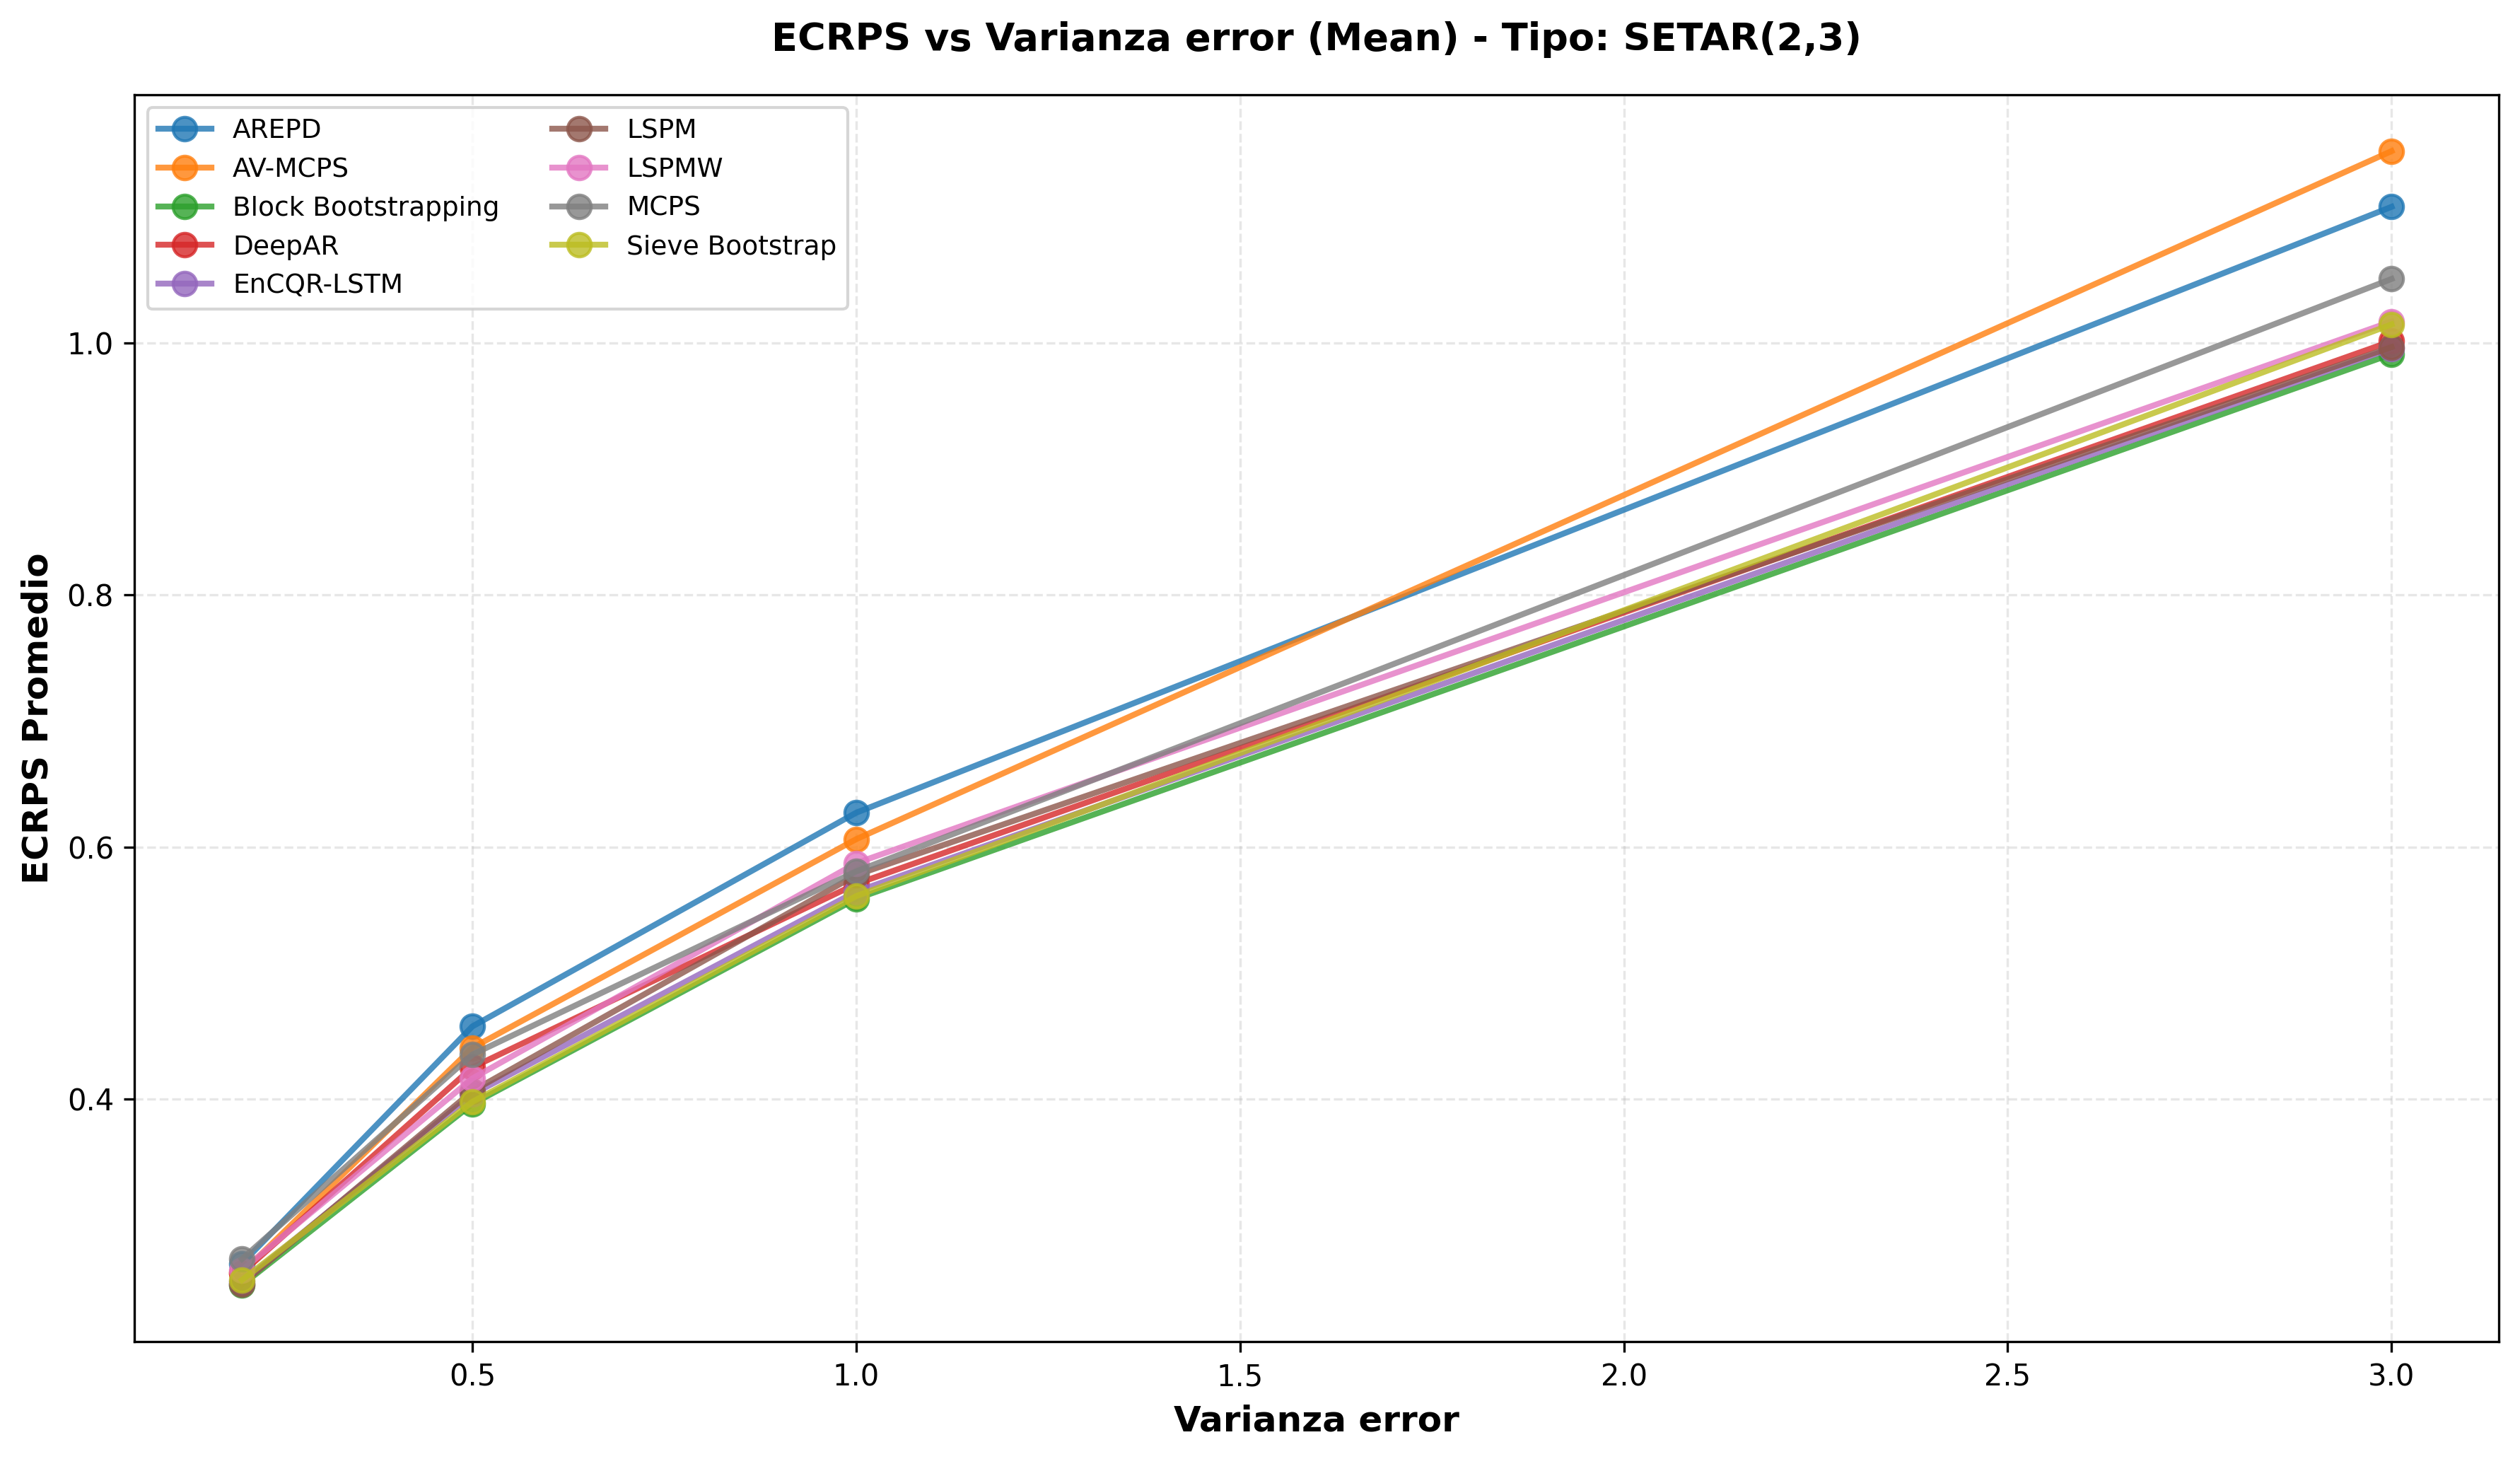 ECRPS vs Varianza error (Mean) - Tipo: SETAR(2,3)
AREPD
AV-MCPS
Block Bootstrapping
DeepAR
EnCQR-LSTM
LSPM
LSPMW
MCPS
Sieve Bootstrap
ECRPS Promedio
1.0
0.8
0.6
0.4
0.5
1.0
1.5
2.0
2.5
3.0
Varianza error